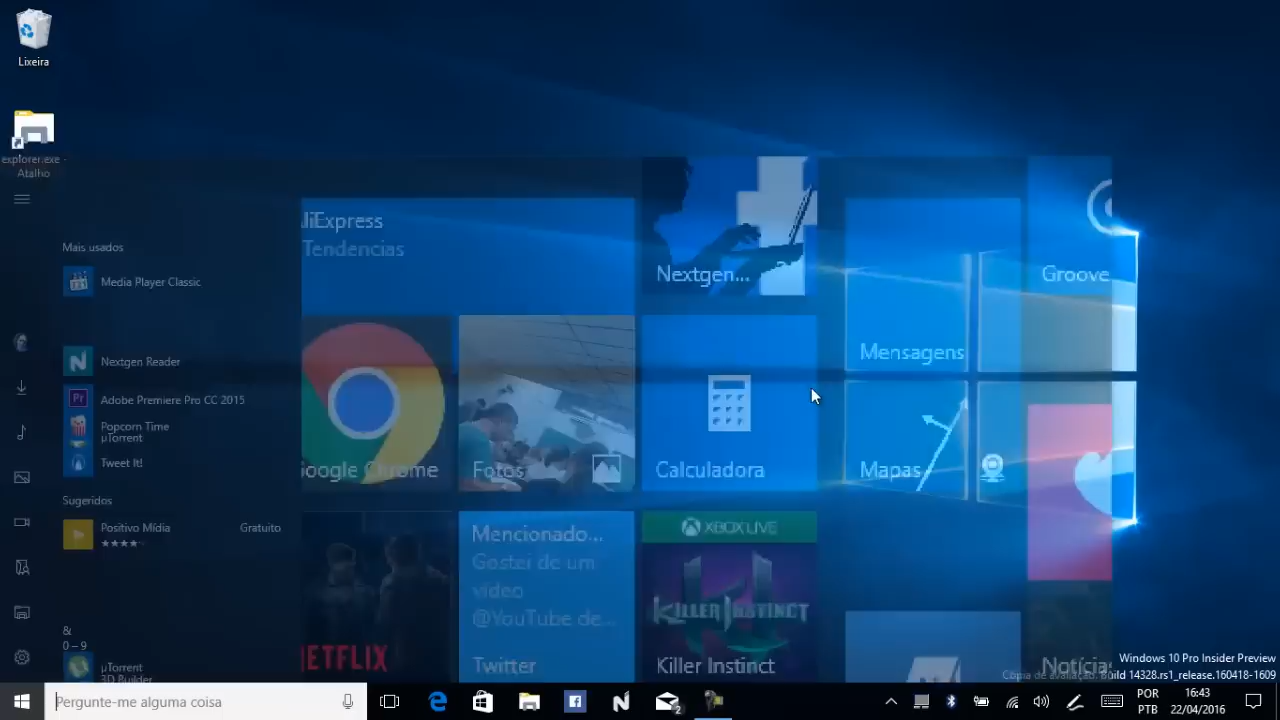 Lixeira
explorer.exe -
Atalho
Mais usados
Media Player Classic
Nextgen Reader
Adobe Premiere Pro CC 2015
Popcorn Time
µTorrent
Tweet It!
Sugeridos
Positivo Mídia Gratuito
&
0 – 9
µTorrent
3D Builder
liExpress
Tendencias
Nextgen...
Groove
Mensagens
oogle Chrome
Fotos
Calculadora
Mapas
NETFLIX
Mencionado...
Gostei de um
vídeo
@YouTube de...
Twitter
XBOX LIVE
KILLER INSTINCT
Killer Instinct
Notícias
Windows 10 Pro Insider Preview
Cópia de avaliação. Build 14328.rs1_release.160418-1609
Pergunte-me alguma coisa
2
POR
PTB
16:43
22/04/2016